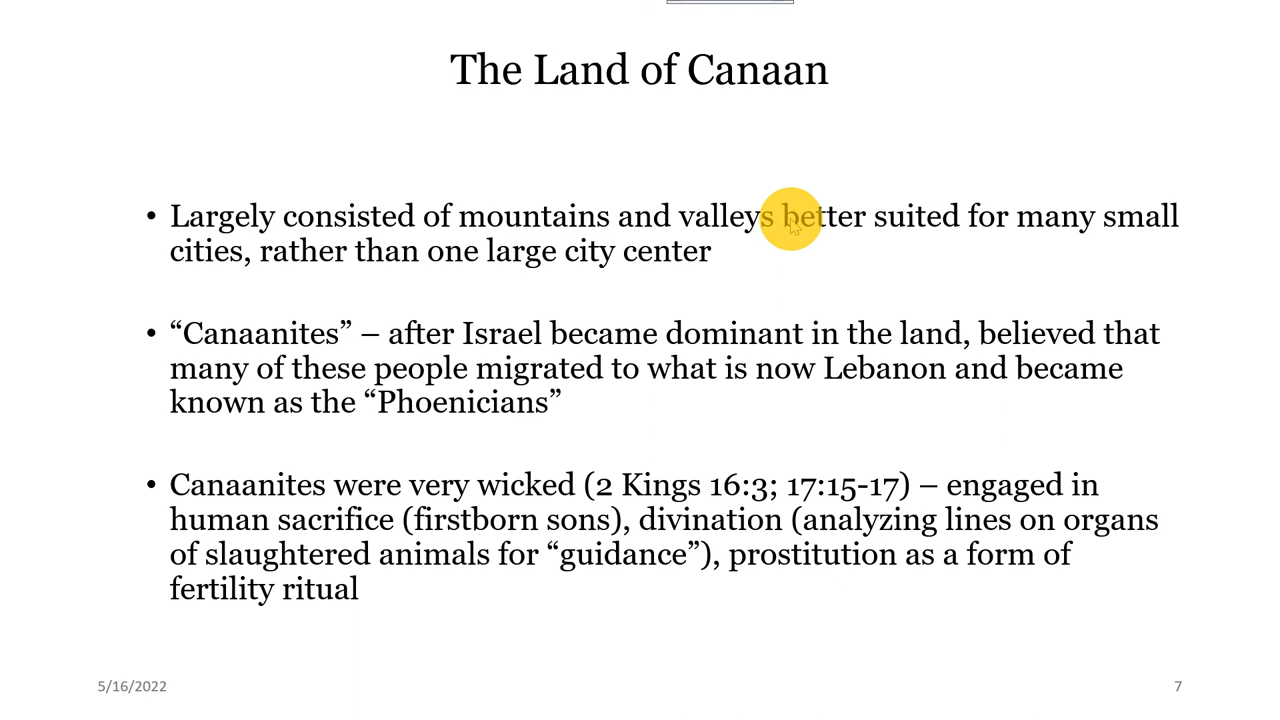 The Land of Canaan
• Largely consisted of mountains and valleys better suited for many small
cities, rather than one large city center
• “Canaanites” – after Israel became dominant in the land, believed that
many of these people migrated to what is now Lebanon and became
known as the “Phoenicians”
• Canaanites were very wicked (2 Kings 16:3; 17:15-17) – engaged in
human sacrifice (firstborn sons), divination (analyzing lines on organs
of slaughtered animals for “guidance”), prostitution as a form of
fertility ritual
5/16/2022
7